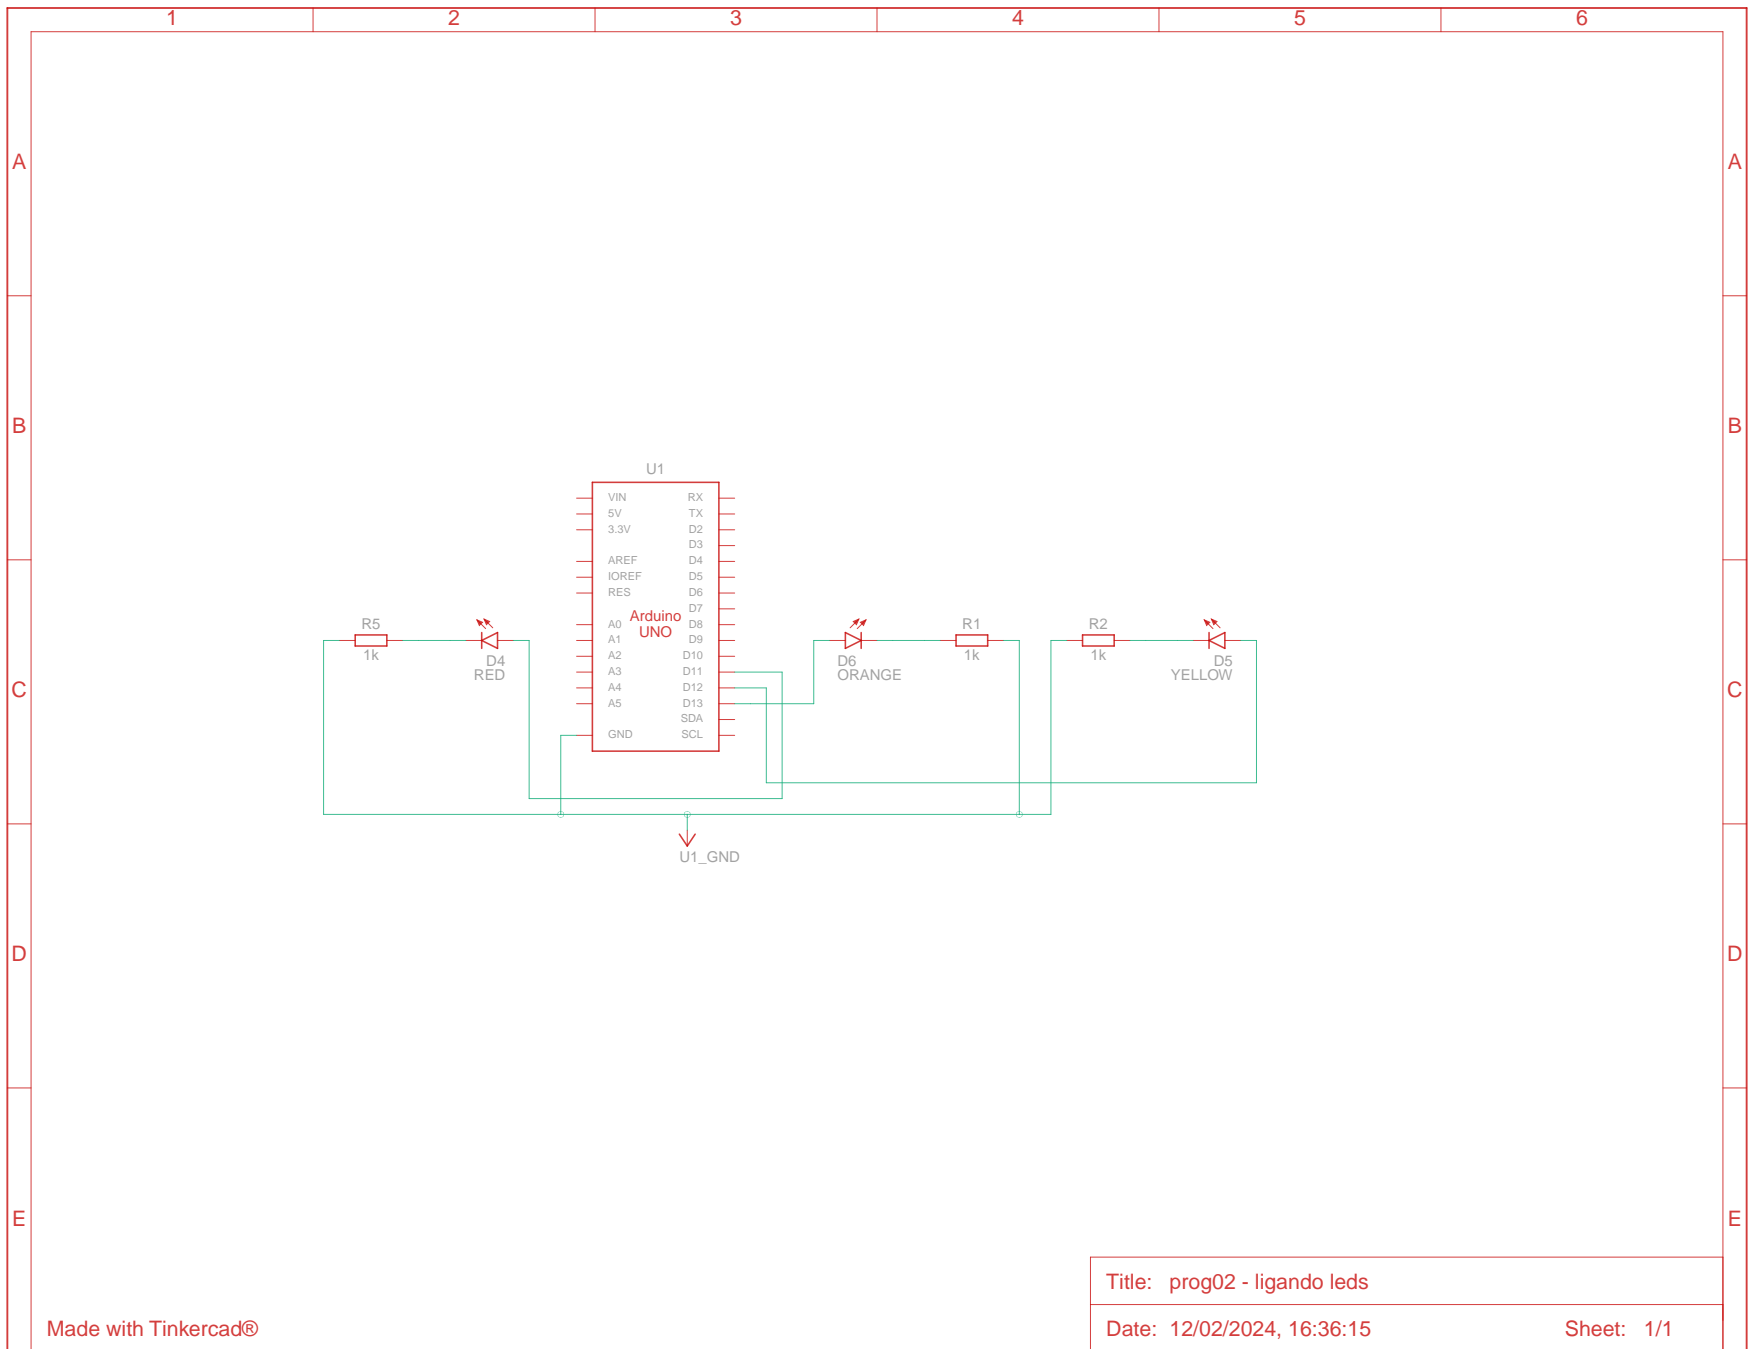 1 2 3 4 5 6
A A
B B
U1
VIN RX
5V TX
3.3V D2
D3
AREF D4
IOREF D5
RES D6
D7
Arduino
UNO
A0 D8
A1 D9
A2 D10
A3 D11
A4 D12
A5 D13
SDA
GND SCL
R5
1k
D4
RED
D6
ORANGE
R1
1k
R2
1k
D5
YELLOW
C C
U1_GND
D D
E E
Title: prog02 - ligando leds
Made with Tinkercad®
Date: 12/02/2024, 16:36:15 Sheet: 1/1